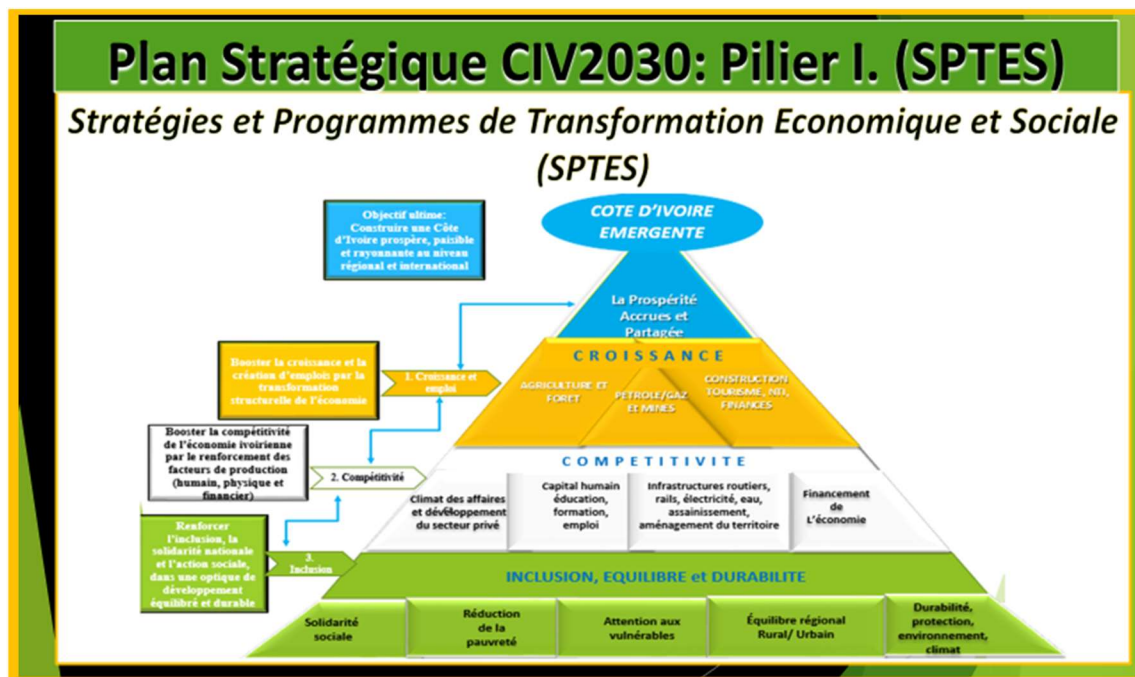 Plan Stratégique CIV2030: Pilier I. (SPTES)
Stratégies et Programmes de Transformation Economique et Sociale
(SPTES)
Objectif ultime:
Construire une Côte
d'Ivoire prospère, paisible
et rayonnante au niveau
régional et international
COTE D'IVOIRE
EMERGENTE
La Prospérité
Accrues et
Partagée
Booster la croissance et la
création d'emplois par la
transformation
structurelle de l'économie
1. Croissance et
emploi
CROISSANCE
AGRICULTURE ET
FORET
PETROLE/GAZ
ET MINES
CONSTRUCTION
TOURISME, NTI,
FINANCES
Booster la compétitivité
de l'économie ivoirienne
par le renforcement des
facteurs de production
(humain, physique et
financier)
2. Compétitivité
COMPETITIVITE
Climat des affaires
et développement
du secteur privé
Capital humain
éducation,
formation,
emploi
Infrastructures routiers,
rails, électricité, eau,
assainissement,
aménagement du territoire
Financement
de
L'économie
Renforcer
l'inclusion, la
solidarité nationale
et l'action sociale,
dans une optique de
développement
équilibré et durable
3.
Inclusion
INCLUSION, EQUILIBRE et DURABILITE
Solidarité
sociale
Réduction
de la
pauvreté
Attention aux
vulnérables
Équilibre régional
Rural/ Urbain
Durabilité,
protection,
environnement,
climat